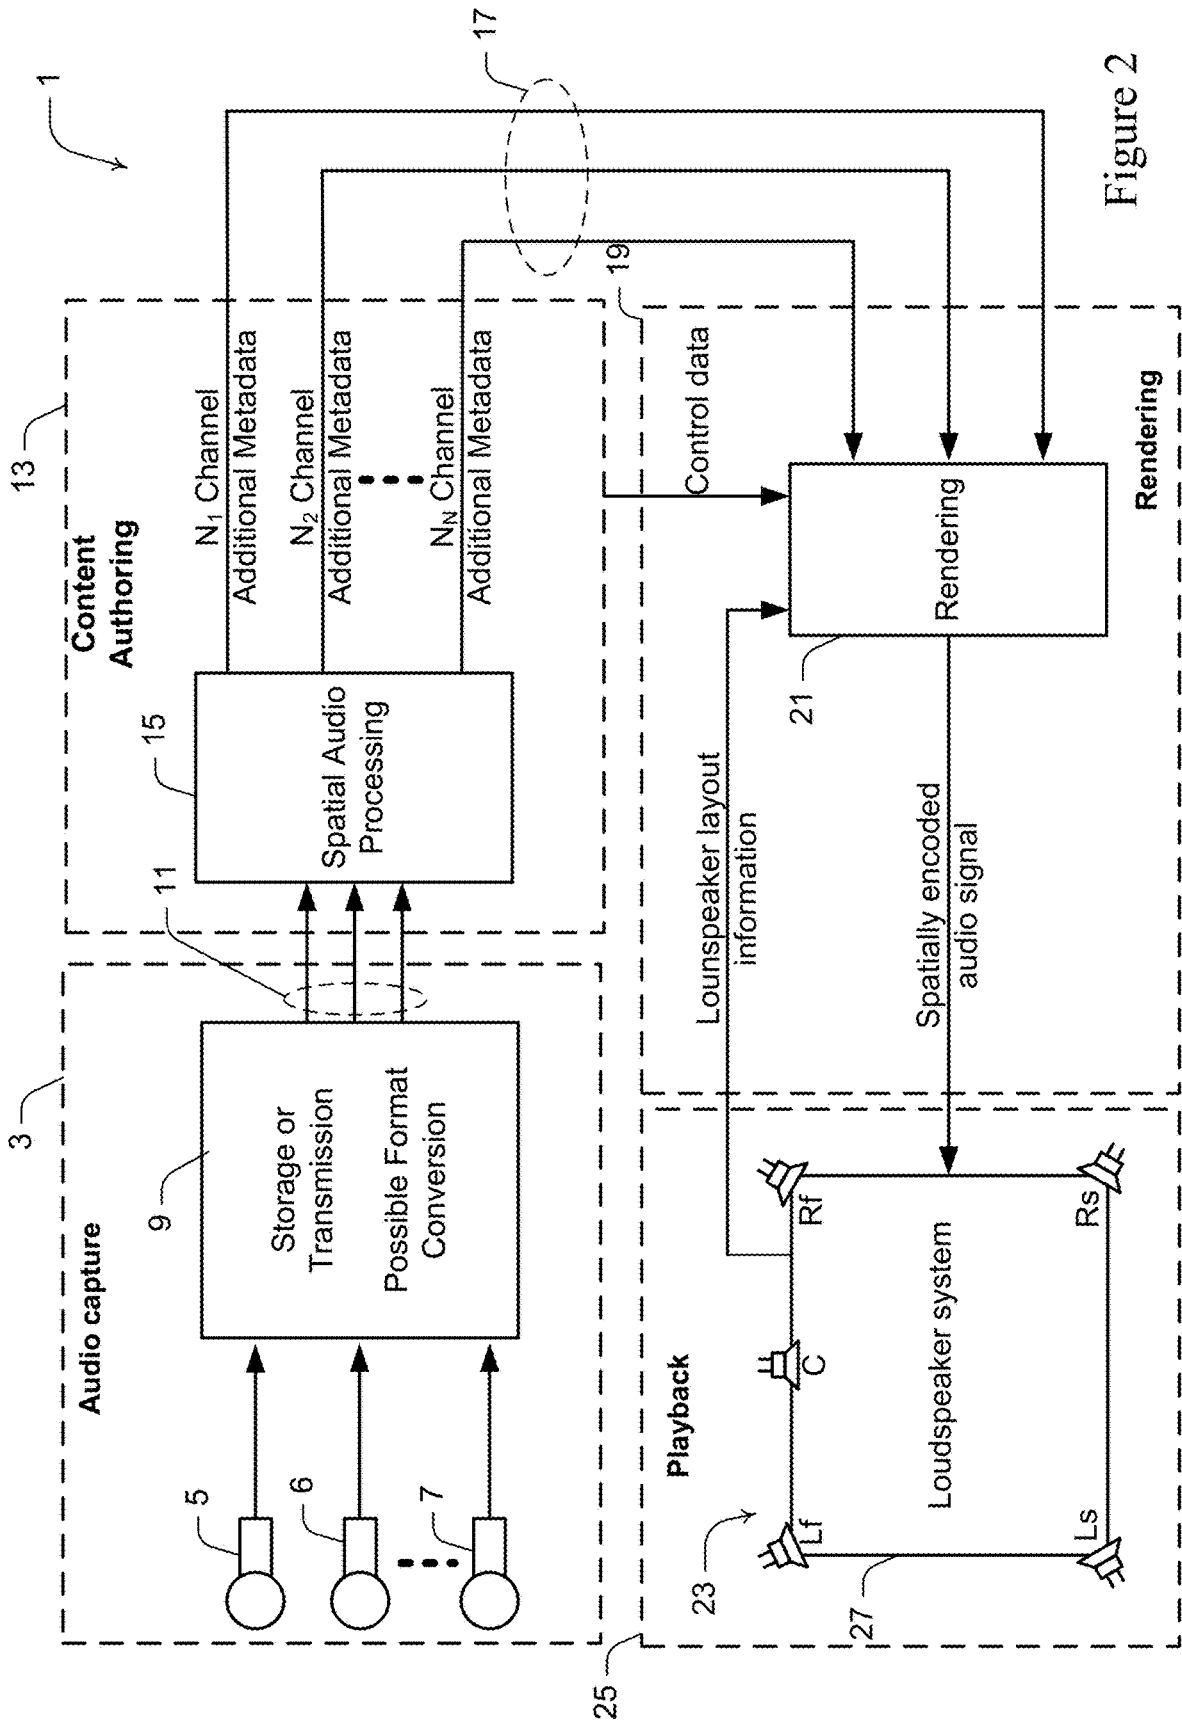 1
3
Audio capture
5
6
7
9
Storage or
Transmission
Possible Format
Conversion
11
13
Content
Authoring
15
Spatial Audio
Processing
N1 Channel
Additional Metadata
N2 Channel
Additional Metadata
NN Channel
Additional Metadata
17
25
Playback
23
27
Lf
C
Rf
Loudspeaker system
Ls
Rs
19
Lounspeaker layout
information
Control data
Spatially encoded
audio signal
21
Rendering
Rendering
Figure 2